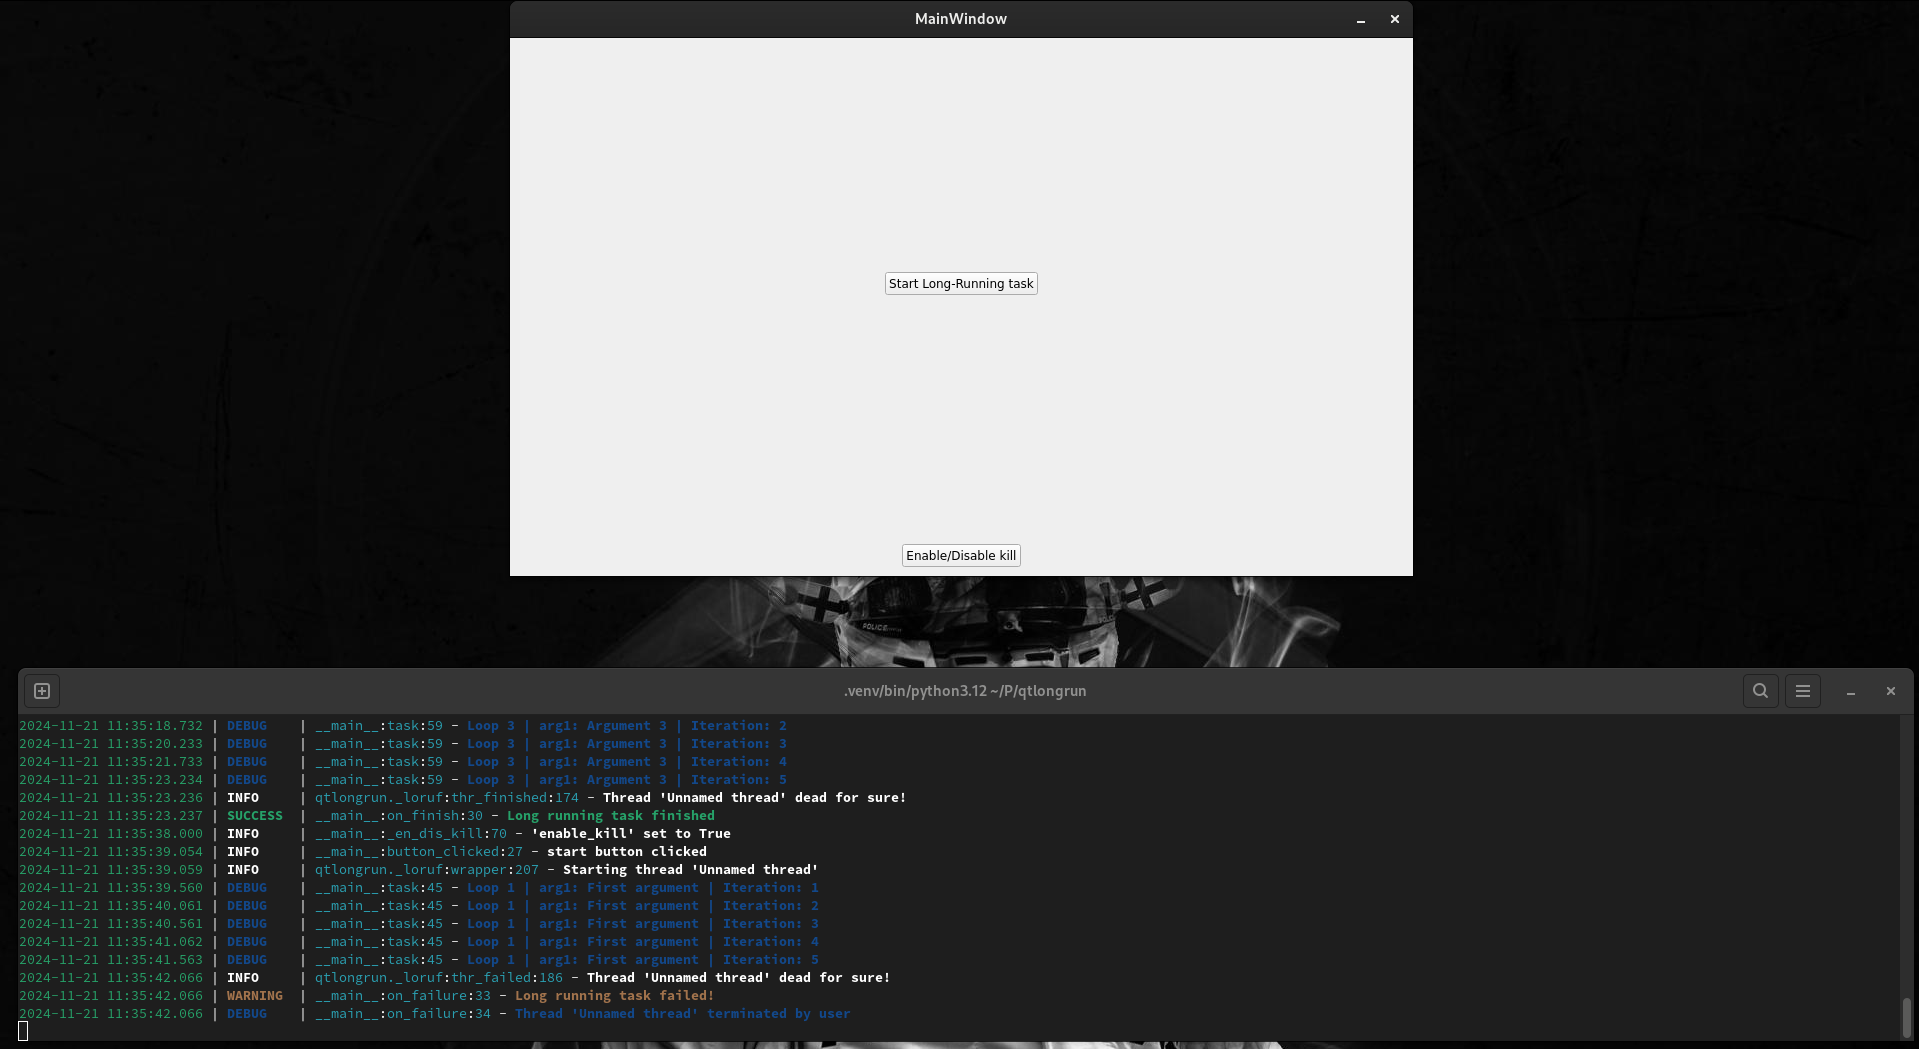 MainWindow
Start Long-Running task
Enable/Disable kill
POLICE
.venv/bin/python3.12 ~/P/qtlongrun
2024-11-21 11:35:18.732 | DEBUG    | __main__:task:59 - Loop 3 | arg1: Argument 3 | Iteration: 2
2024-11-21 11:35:20.233 | DEBUG    | __main__:task:59 - Loop 3 | arg1: Argument 3 | Iteration: 3
2024-11-21 11:35:21.733 | DEBUG    | __main__:task:59 - Loop 3 | arg1: Argument 3 | Iteration: 4
2024-11-21 11:35:23.234 | DEBUG    | __main__:task:59 - Loop 3 | arg1: Argument 3 | Iteration: 5
2024-11-21 11:35:23.236 | INFO     | qtlongrun._loruf:thr_finished:174 - Thread 'Unnamed thread' dead for sure!
2024-11-21 11:35:23.237 | SUCCESS  | __main__:on_finish:30 - Long running task finished
2024-11-21 11:35:38.000 | INFO     | __main__:_en_dis_kill:70 - 'enable_kill' set to True
2024-11-21 11:35:39.054 | INFO     | __main__:button_clicked:27 - start button clicked
2024-11-21 11:35:39.059 | INFO     | qtlongrun._loruf:wrapper:207 - Starting thread 'Unnamed thread'
2024-11-21 11:35:39.560 | DEBUG    | __main__:task:45 - Loop 1 | arg1: First argument | Iteration: 1
2024-11-21 11:35:40.061 | DEBUG    | __main__:task:45 - Loop 1 | arg1: First argument | Iteration: 2
2024-11-21 11:35:40.561 | DEBUG    | __main__:task:45 - Loop 1 | arg1: First argument | Iteration: 3
2024-11-21 11:35:41.062 | DEBUG    | __main__:task:45 - Loop 1 | arg1: First argument | Iteration: 4
2024-11-21 11:35:41.563 | DEBUG    | __main__:task:45 - Loop 1 | arg1: First argument | Iteration: 5
2024-11-21 11:35:42.066 | INFO     | qtlongrun._loruf:thr_failed:186 - Thread 'Unnamed thread' dead for sure!
2024-11-21 11:35:42.066 | WARNING  | __main__:on_failure:33 - Long running task failed!
2024-11-21 11:35:42.066 | DEBUG    | __main__:on_failure:34 - Thread 'Unnamed thread' terminated by user